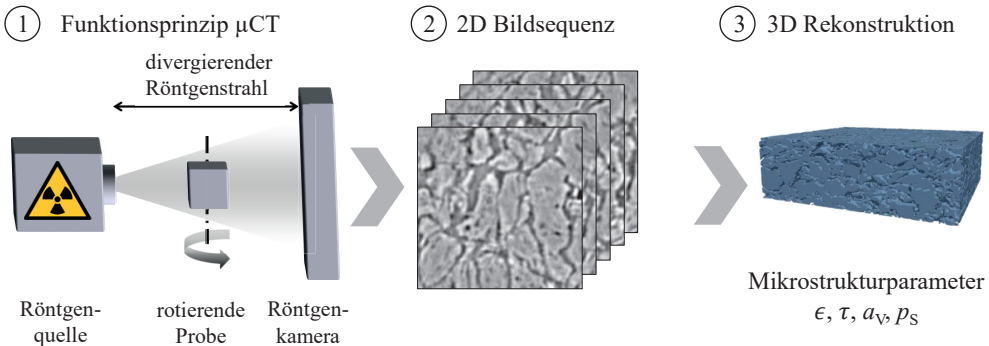 1 Funktionsprinzip µCT
divergierender
Röntgenstrahl
Röntgen-
quelle
rotierende
Probe
Röntgen-
kamera
2 2D Bildsequenz
3 3D Rekonstruktion
Mikrostrukturparameter
ϵ, τ, a_V, p_S